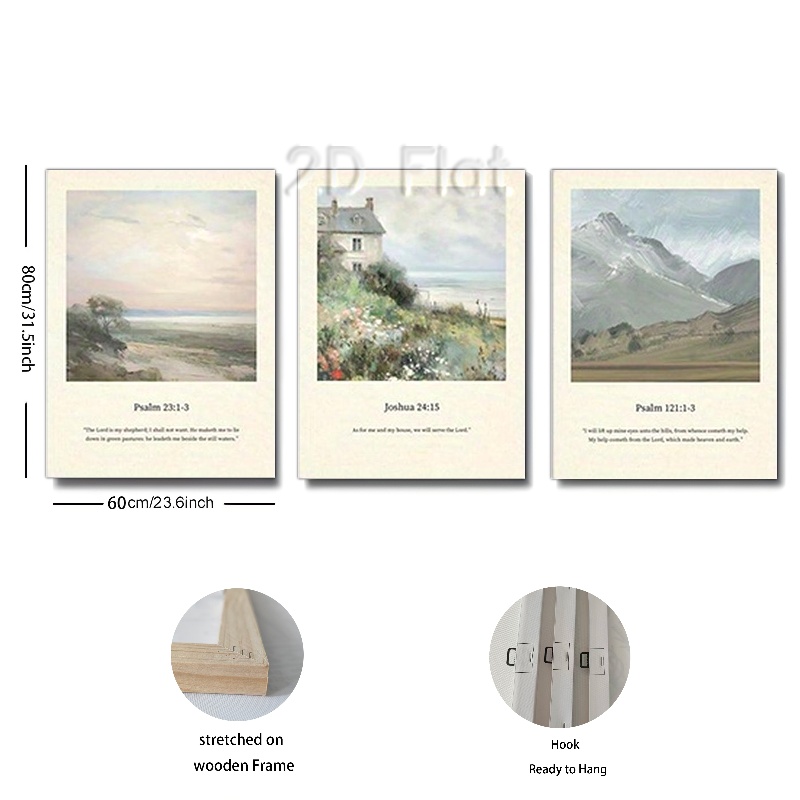 2D Flat
80cm/31.5inch
Psalm 23:1-3
"The Lord is my shepherd; I shall not want. He maketh me to lie
down in green pastures: he leadeth me beside the still waters."
Joshua 24:15
As for me and my house, we will serve the Lord."
Psalm 121:1-3
"I will lift up mine eyes unto the hills, from whence cometh my help.
My help cometh from the Lord, which made heaven and earth."
60cm/23.6inch
stretched on
wooden Frame
Hook
Ready to Hang